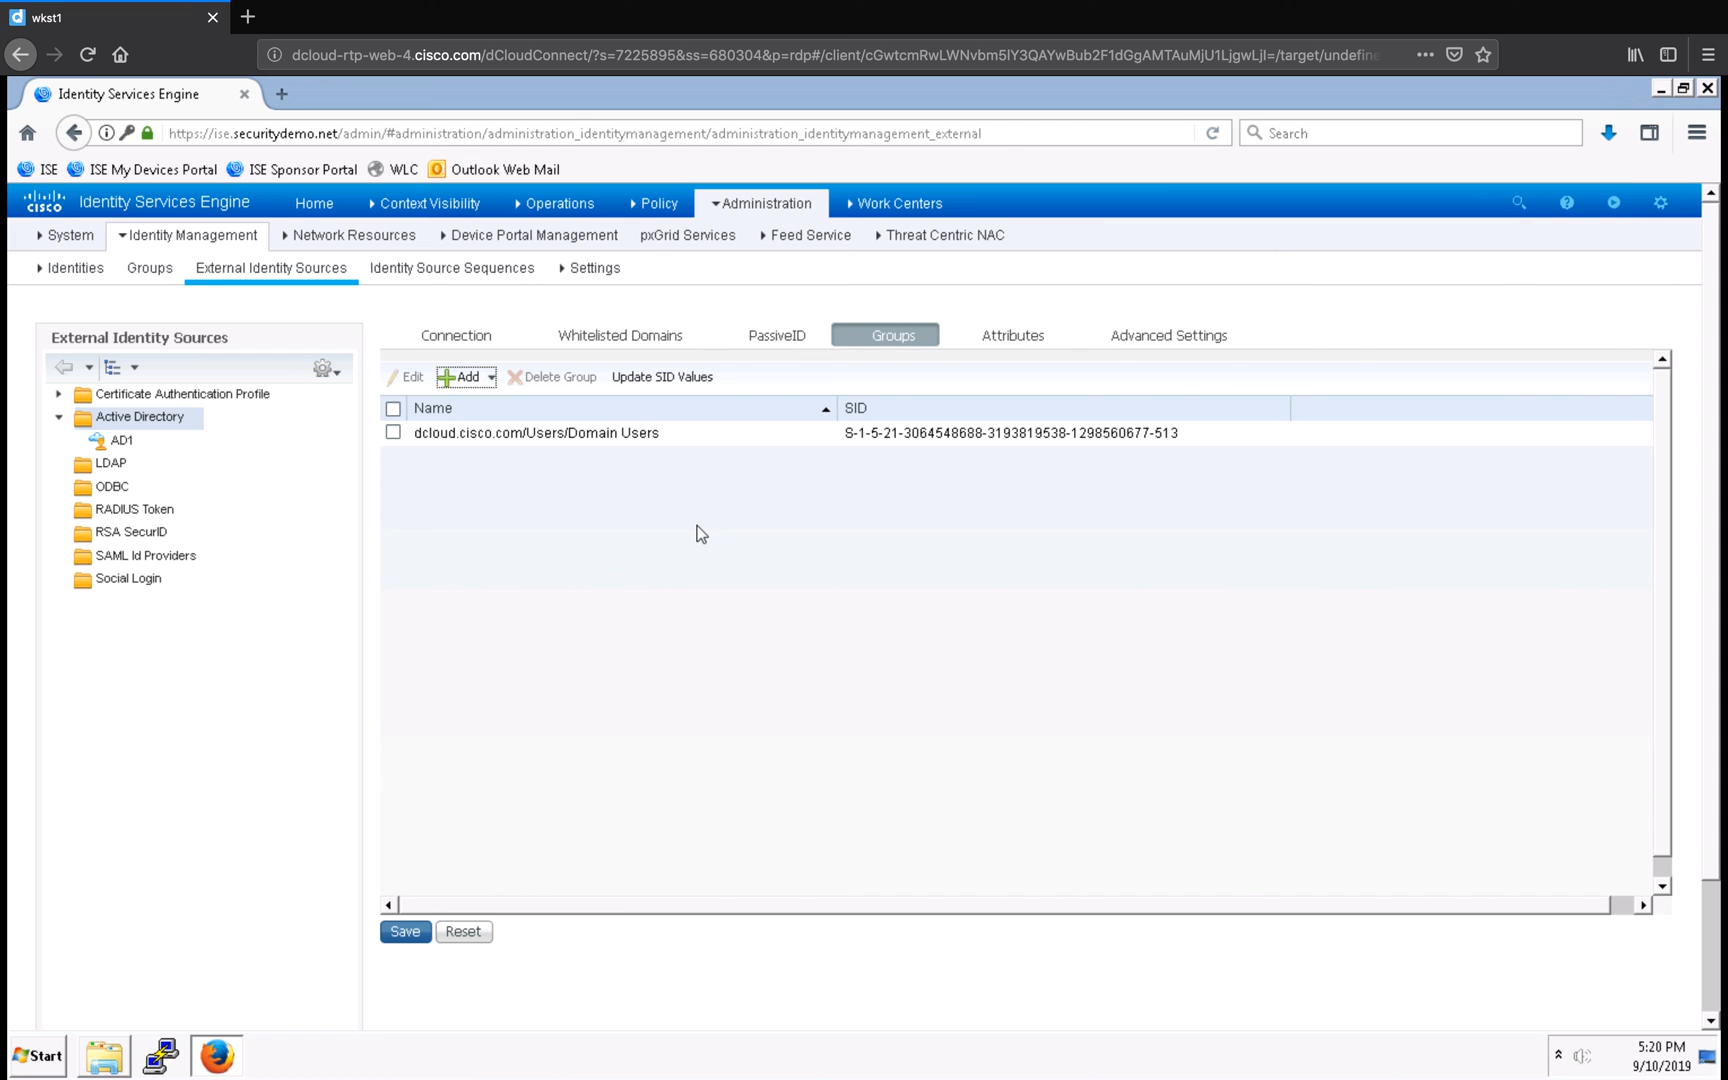 wkst1
dcloud-rtp-web-4.cisco.com/dCloudConnect/?s=7225895&ss=680304&p=rdp#/client/cGwtcmRwLWNvbm5lY3QAYwBub2F1dGgAMTAuMjU1LjgwLjI=/target/undefine
Identity Services Engine
https://ise.securitydemo.net/admin/#administration/administration_identitymanagement/administration_identitymanagement_external
Search
ISE ISE My Devices Portal ISE Sponsor Portal WLC Outlook Web Mail
cisco Identity Services Engine Home Context Visibility Operations Policy Administration Work Centers
System Identity Management Network Resources Device Portal Management pxGrid Services Feed Service Threat Centric NAC
Identities Groups External Identity Sources Identity Source Sequences Settings
External Identity Sources
Certificate Authentication Profile
Active Directory
AD1
LDAP
ODBC
RADIUS Token
RSA SecurID
SAML Id Providers
Social Login
Connection Whitelisted Domains PassiveID Groups Attributes Advanced Settings
Edit Add Delete Group Update SID Values
Name SID
dcloud.cisco.com/Users/Domain Users S-1-5-21-3064548688-3193819538-1298560677-513
Save Reset
Start
5:20 PM
9/10/2019